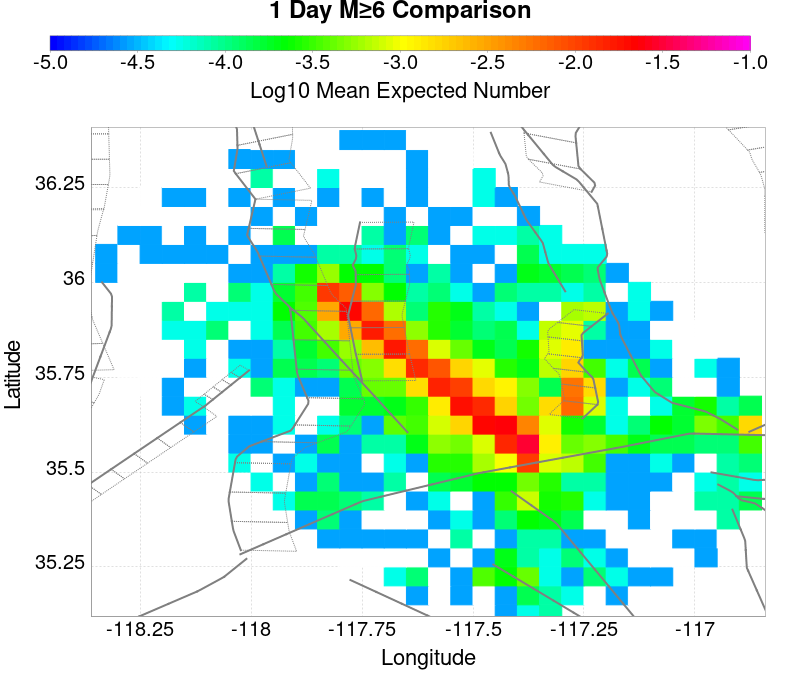 1 Day M≥6 Comparison
-5.0 -4.5 -4.0 -3.5 -3.0 -2.5 -2.0 -1.5 -1.0
Log10 Mean Expected Number
36.25
36
35.75
35.5
35.25
Latitude
-118.25 -118 -117.75 -117.5 -117.25 -117
Longitude